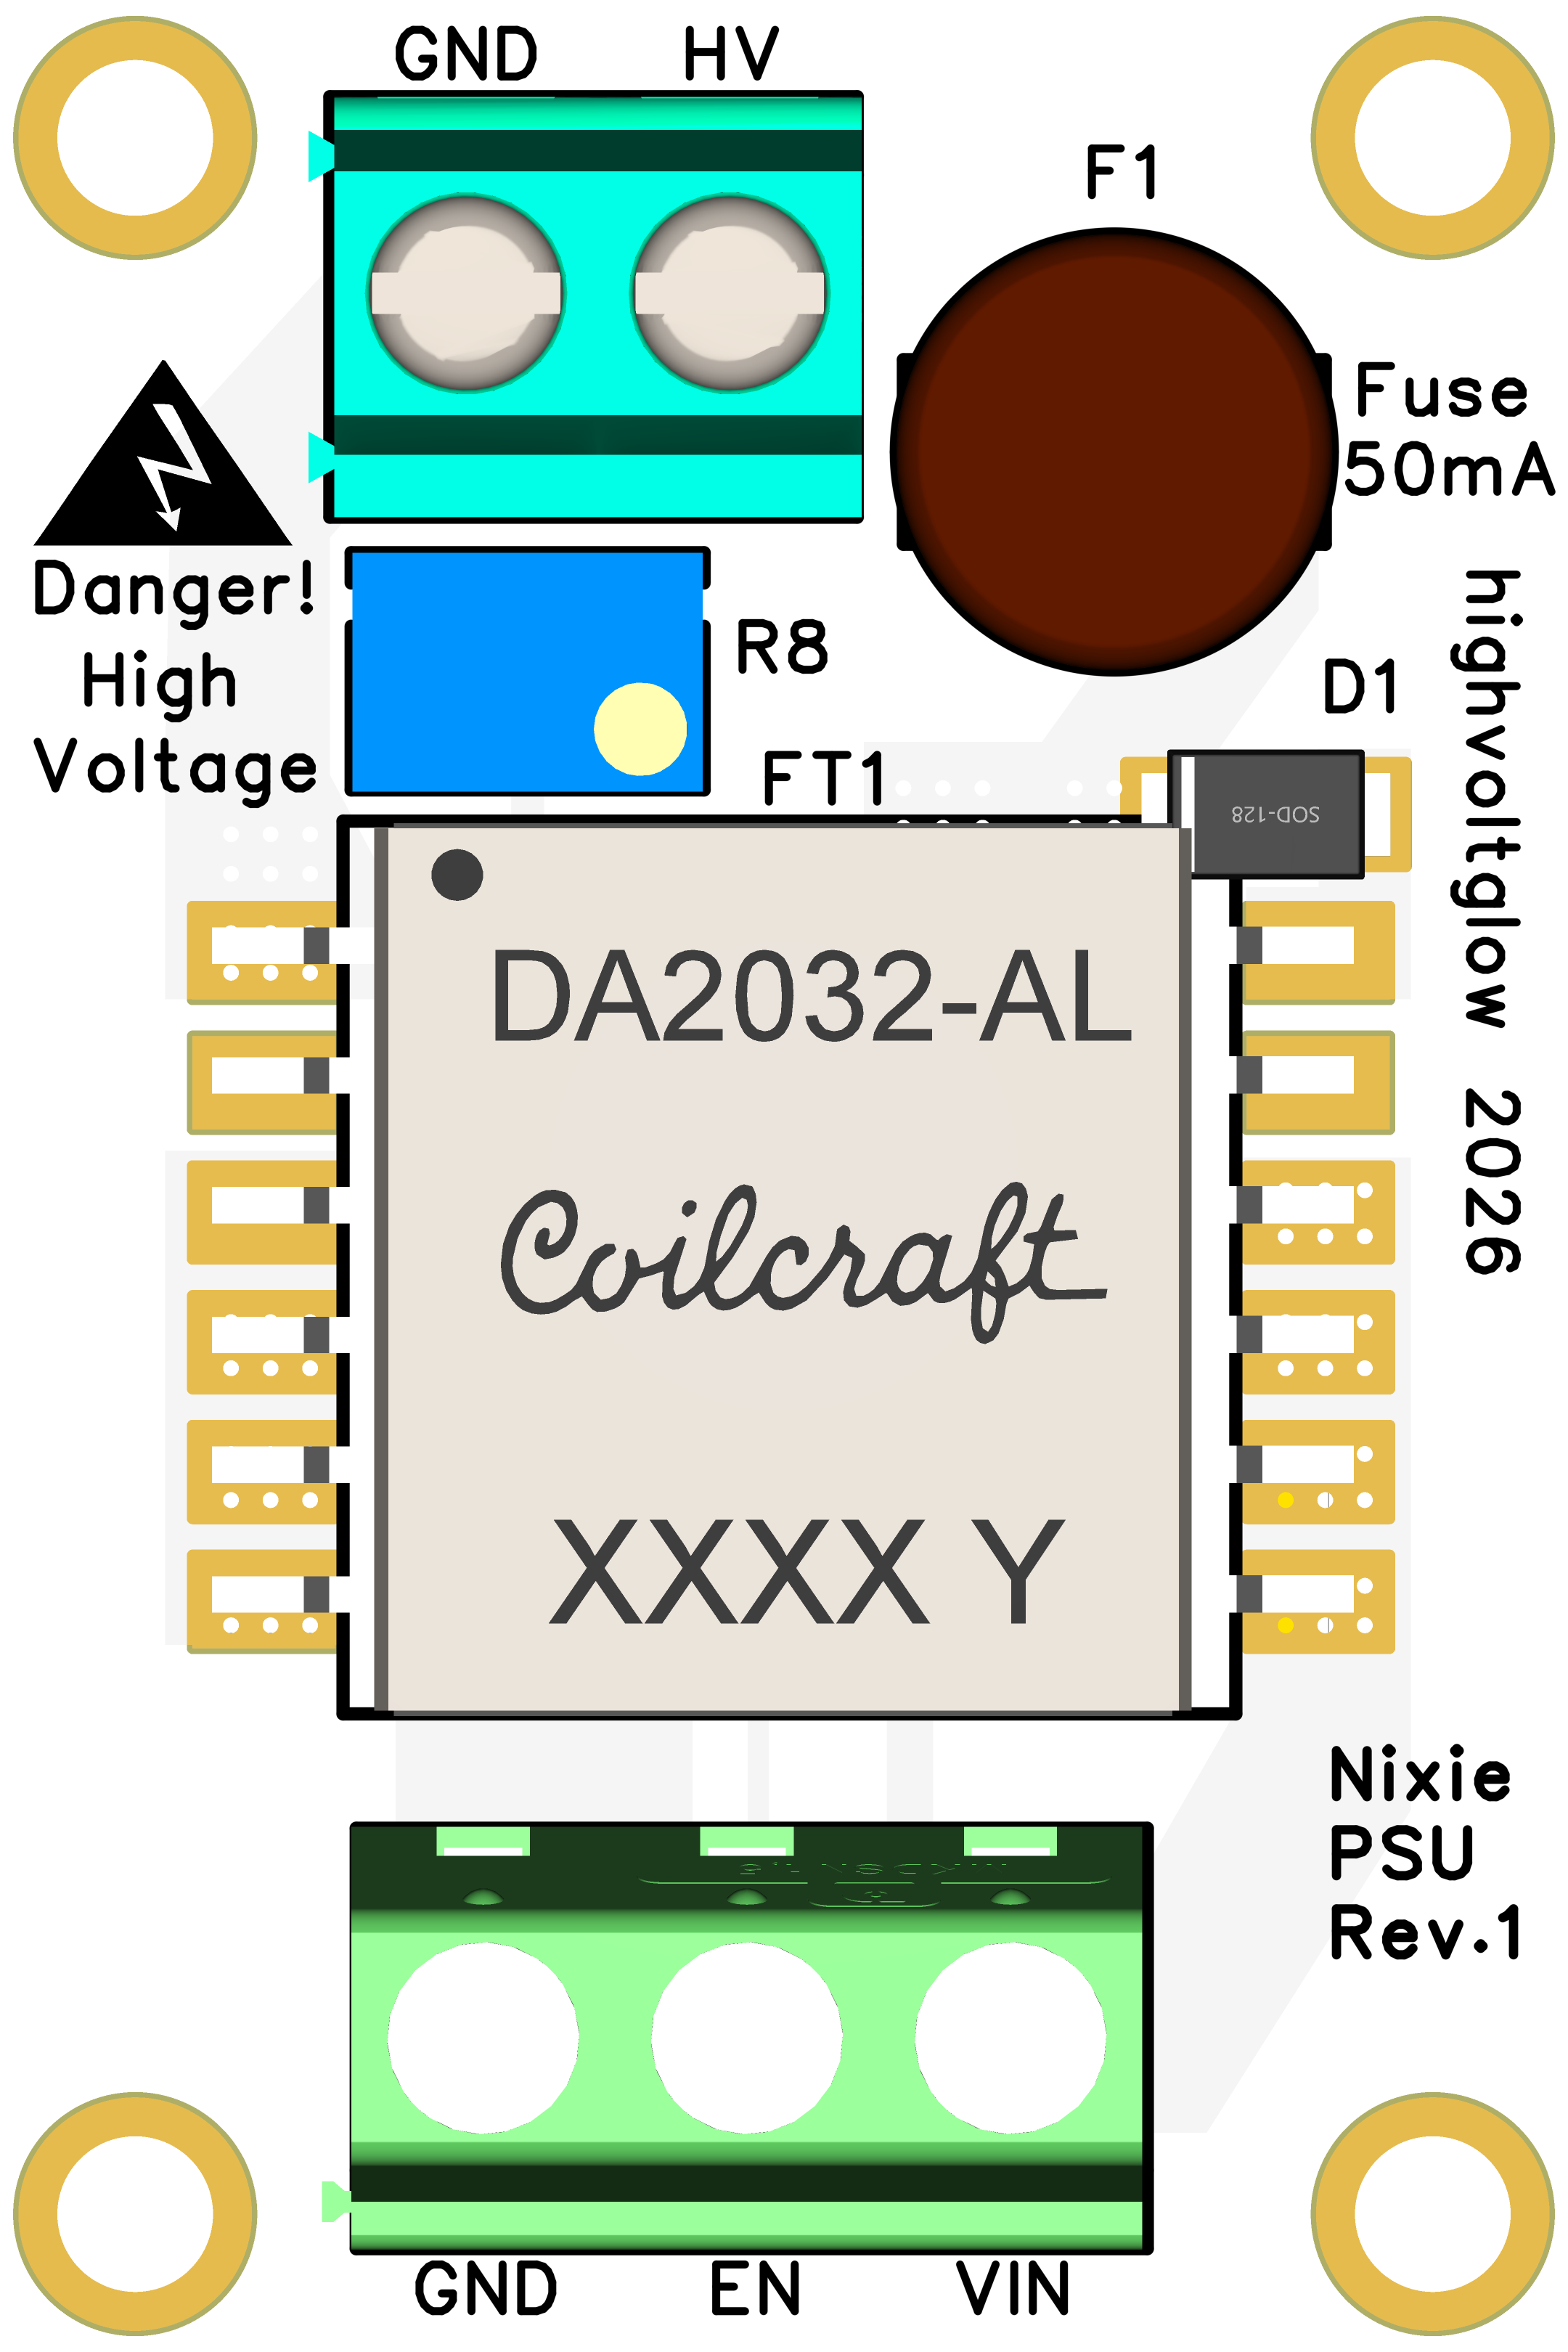 GND HV
F1
Fuse
50mA
Danger!
High
Voltage
R8
D1
FT1
SOD-128
highvoltglow 2026
DA2032-AL
Coilcraft
XXXX Y
Nixie
PSU
Rev.1
GND EN VIN